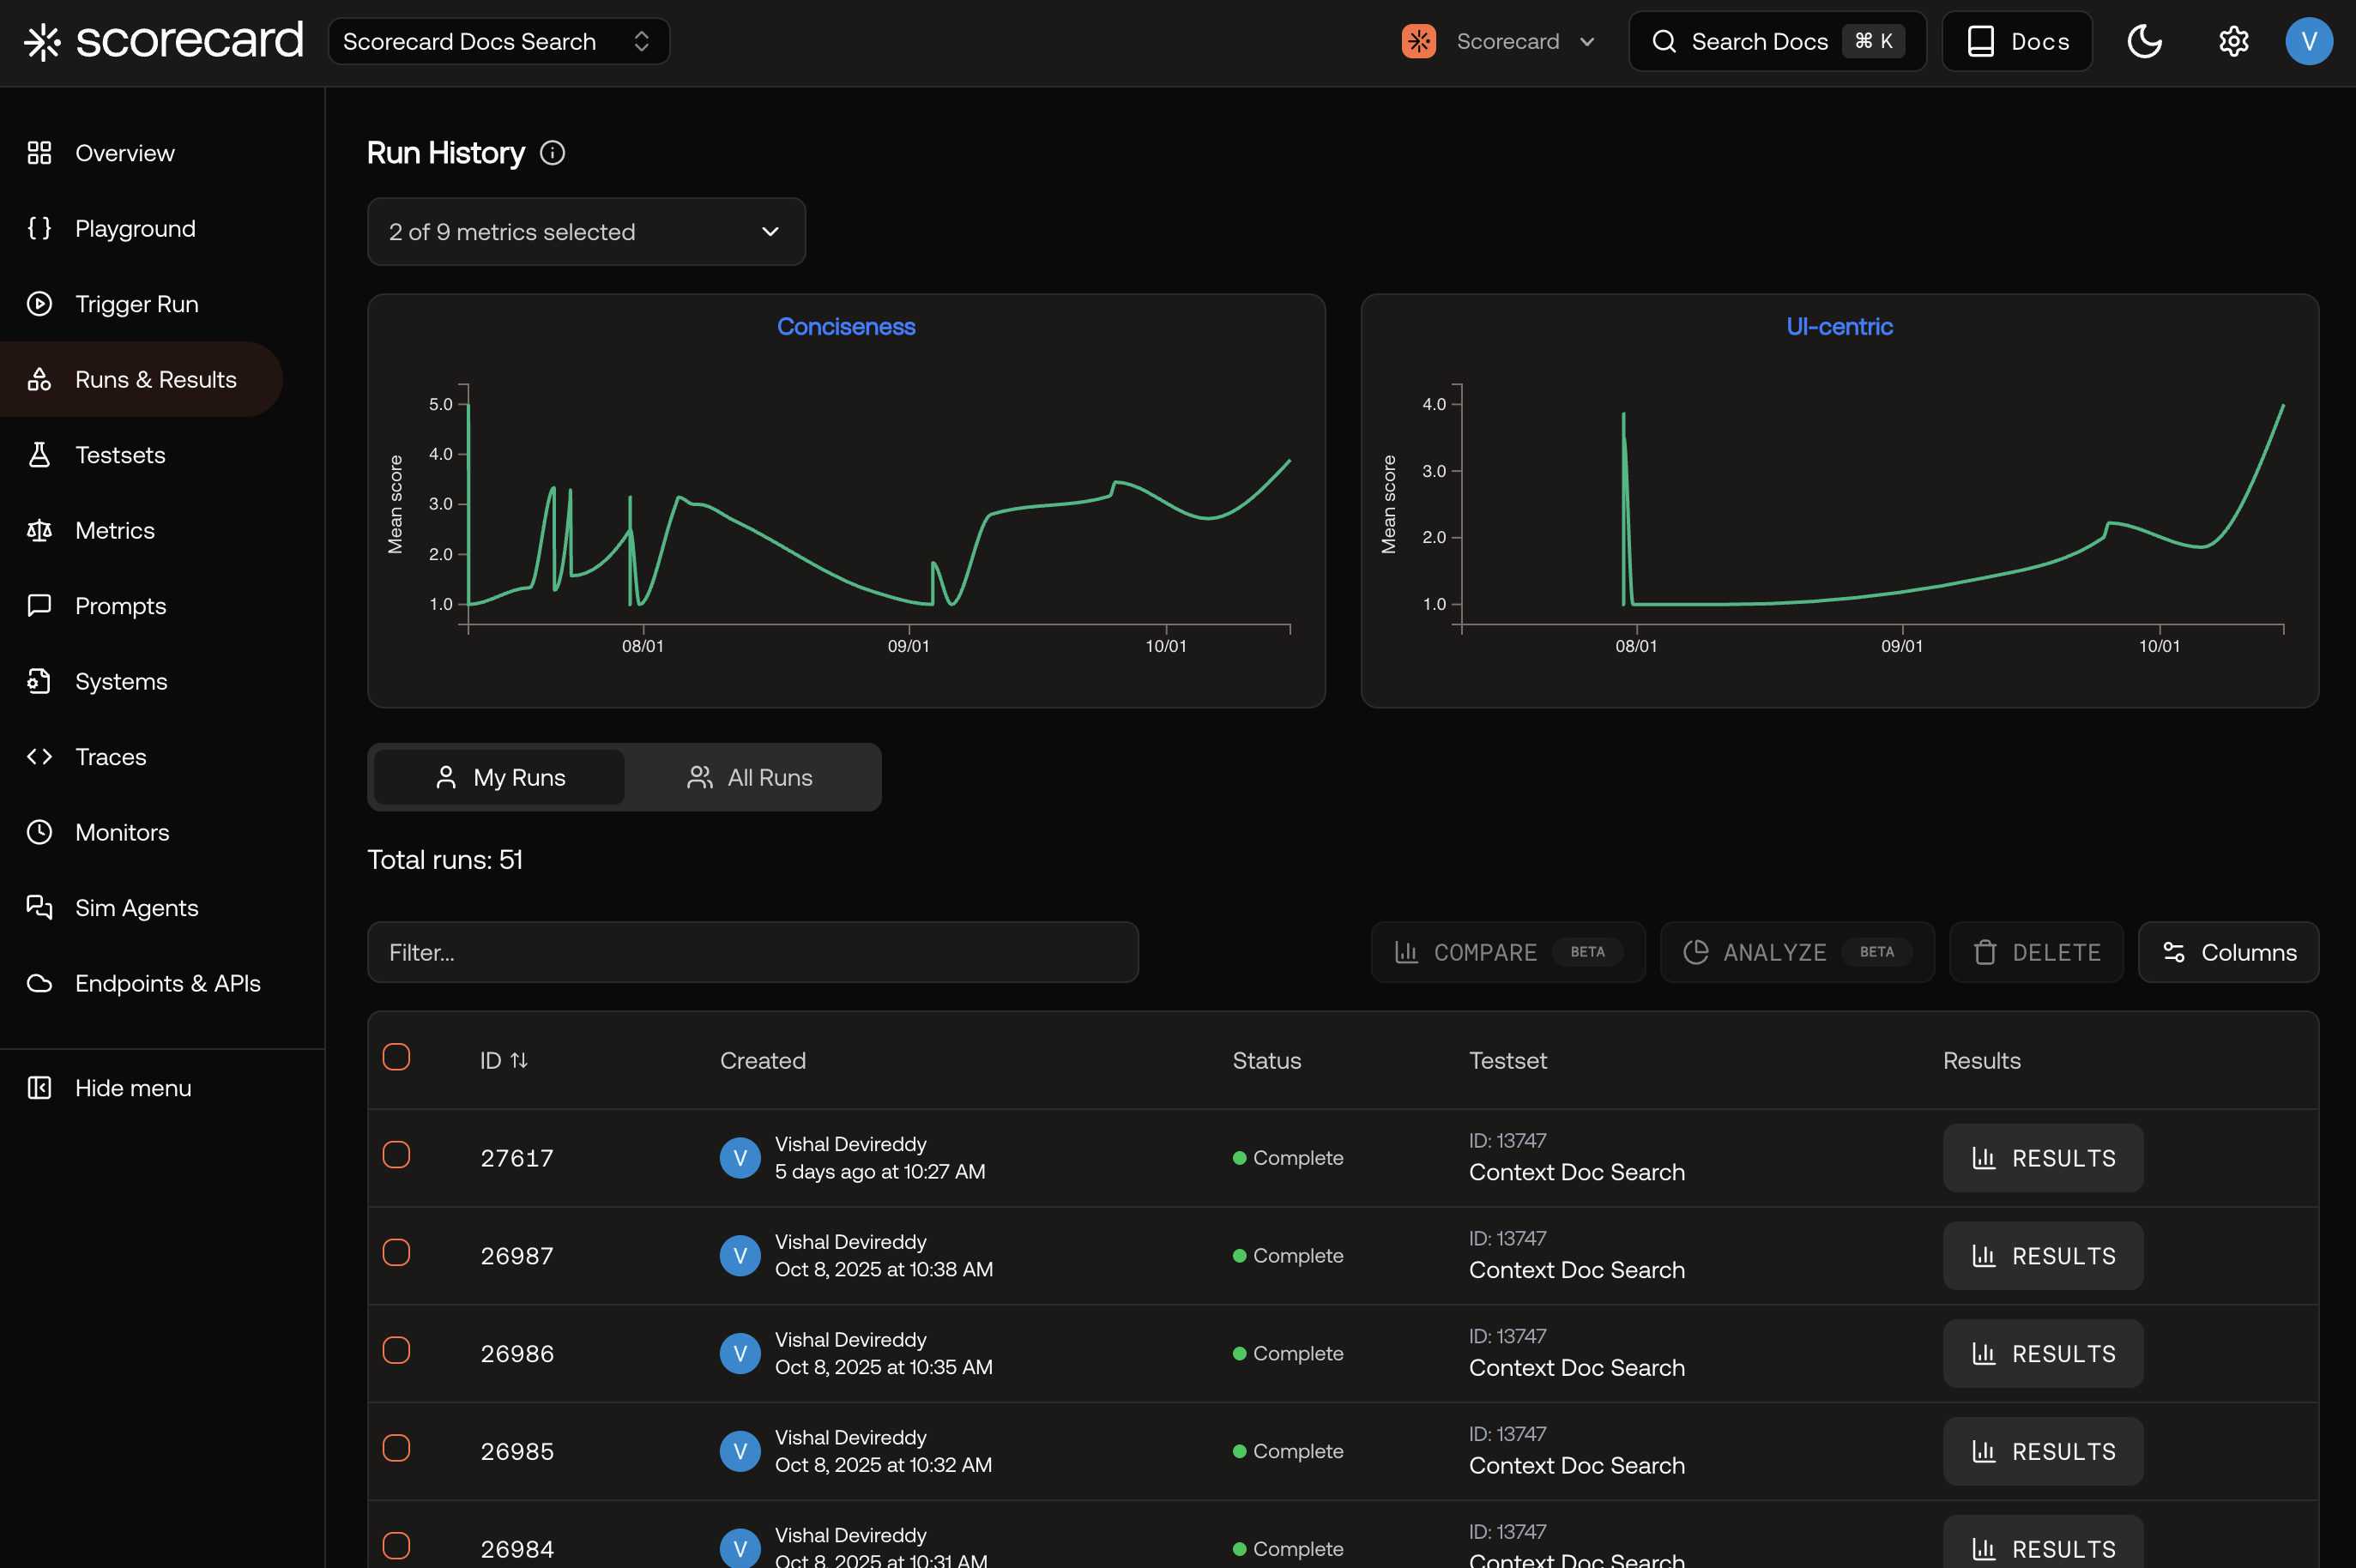 scorecard
Scorecard Docs Search
Scorecard
Search Docs
⌘ K
Docs
V
Overview
Playground
Trigger Run
Runs & Results
Testsets
Metrics
Prompts
Systems
Traces
Monitors
Sim Agents
Endpoints & APIs
Hide menu
Run History
2 of 9 metrics selected
Conciseness
Mean score
5.0
4.0
3.0
2.0
1.0
08/01
09/01
10/01
UI-centric
Mean score
4.0
3.0
2.0
1.0
08/01
09/01
10/01
My Runs
All Runs
Total runs: 51
Filter...
COMPARE BETA
ANALYZE BETA
DELETE
Columns
ID
Created
Status
Testset
Results
27617
V
Vishal Devireddy
5 days ago at 10:27 AM
Complete
ID: 13747
Context Doc Search
RESULTS
26987
V
Vishal Devireddy
Oct 8, 2025 at 10:38 AM
Complete
ID: 13747
Context Doc Search
RESULTS
26986
V
Vishal Devireddy
Oct 8, 2025 at 10:35 AM
Complete
ID: 13747
Context Doc Search
RESULTS
26985
V
Vishal Devireddy
Oct 8, 2025 at 10:32 AM
Complete
ID: 13747
Context Doc Search
RESULTS
26984
V
Vishal Devireddy
Oct 8, 2025 at 10:31 AM
Complete
ID: 13747
Context Doc Search
RESULTS